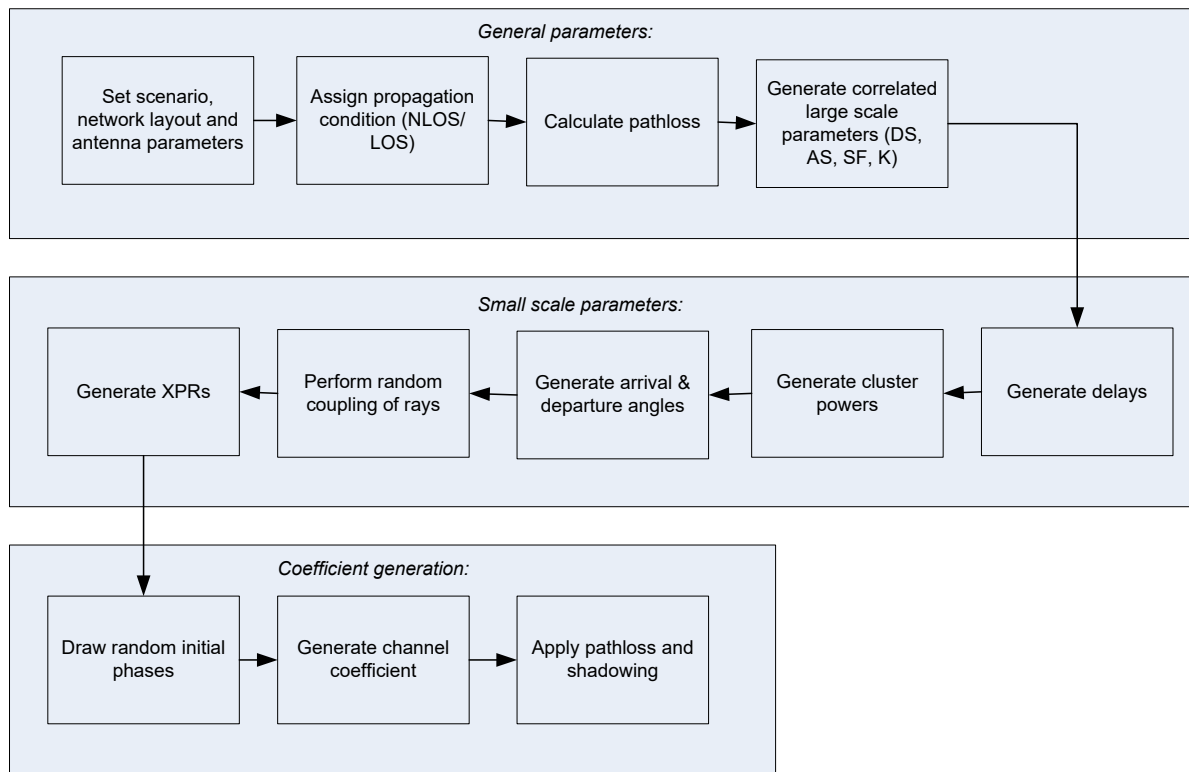 General parameters:
Set scenario,
network layout and
antenna parameters
Assign propagation
condition (NLOS/
LOS)
Calculate pathloss
Generate correlated
large scale
parameters (DS,
AS, SF, K)
Small scale parameters:
Generate XPRs
Perform random
coupling of rays
Generate arrival &
departure angles
Generate cluster
powers
Generate delays
Coefficient generation:
Draw random initial
phases
Generate channel
coefficient
Apply pathloss and
shadowing